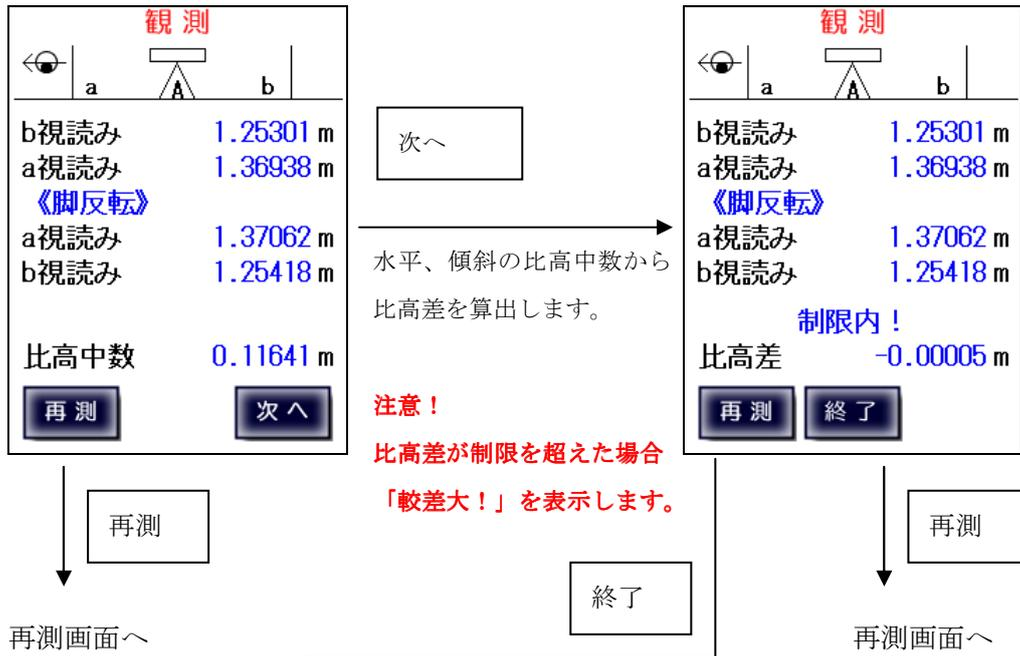 観 測
a A b
b視読み 1.25301 m
a視読み 1.36938 m
《脚反転》
a視読み 1.37062 m
b視読み 1.25418 m
比高中数 0.11641 m
再 測 次 へ
次へ
水平、傾斜の比高中数から
比高差を算出します。
注意！
比高差が制限を超えた場合
「較差大！」を表示します。
観 測
a A b
b視読み 1.25301 m
a視読み 1.36938 m
《脚反転》
a視読み 1.37062 m
b視読み 1.25418 m
制限内！
比高差 -0.00005 m
再 測 終 了
再測
再測画面へ
終了
再測
再測画面へ